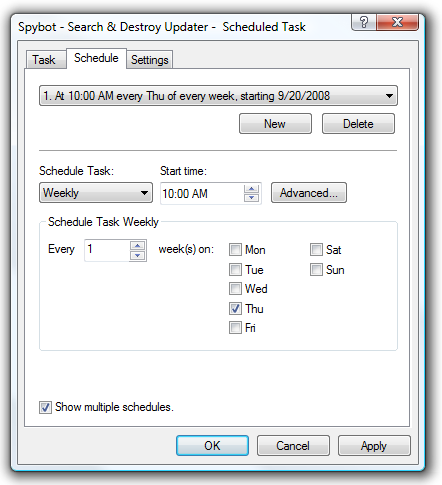 Spybot - Search & Destroy Updater - Scheduled Task
Task Schedule Settings
1. At 10:00 AM every Thu of every week, starting 9/20/2008
New Delete
Schedule Task: Start time:
Weekly 10:00 AM Advanced...
Schedule Task Weekly
Every 1 week(s) on: Mon Sat
Tue Sun
Wed
Thu
Fri
Show multiple schedules.
OK Cancel Apply